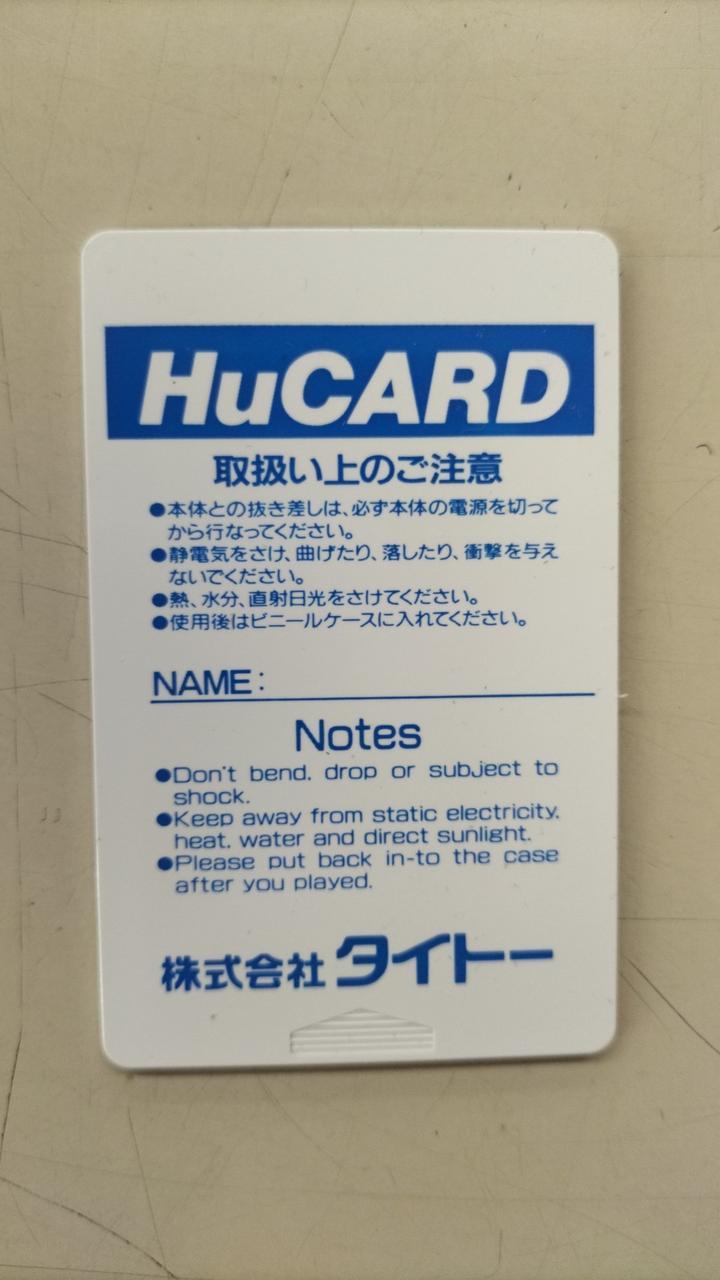 HuCARD
取扱い上のご注意
●本体との抜き差しは、必ず本体の電源を切って
から行なってください。
●静電気をさけ、曲げたり、落したり、衝撃を与え
ないでください。
●熱、水分、直射日光をさけてください。
●使用後はビニールケースに入れてください。
NAME:
Notes
●Don't bend, drop or subject to
shock.
●Keep away from static electricity,
heat, water and direct sunlight.
●Please put back in-to the case
after you played.
株式会社タイトー